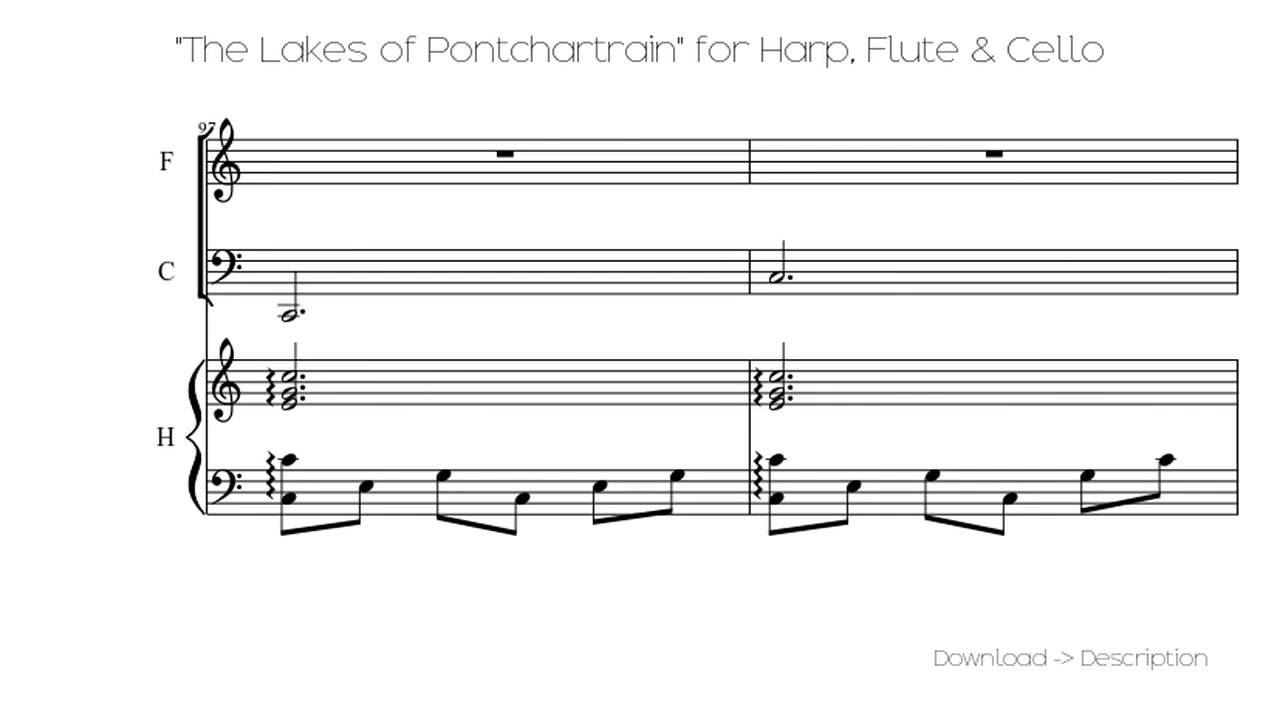 "The Lakes of Pontchartrain" for Harp, Flute & Cello
97
F
C
H
Download -> Description